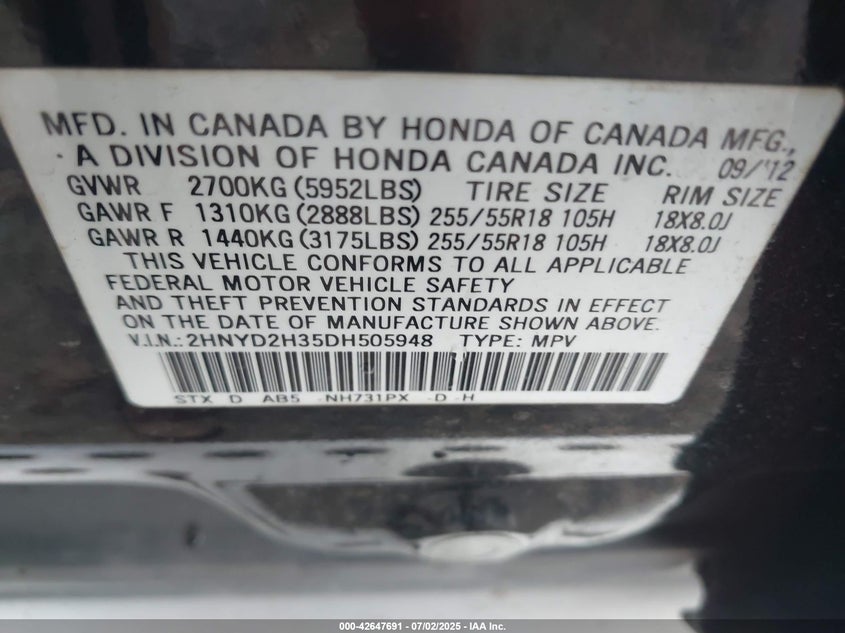 MFD. IN CANADA BY HONDA OF CANADA MFG.,
A DIVISION OF HONDA CANADA INC. 09/'12
GVWR 2700KG (5952LBS) TIRE SIZE RIM SIZE
GAWR F 1310KG (2888LBS) 255/55R18 105H 18X8.0J
GAWR R 1440KG (3175LBS) 255/55R18 105H 18X8.0J
THIS VEHICLE CONFORMS TO ALL APPLICABLE
FEDERAL MOTOR VEHICLE SAFETY
AND THEFT PREVENTION STANDARDS IN EFFECT
ON THE DATE OF MANUFACTURE SHOWN ABOVE.
V.I.N.: 2HNYD2H35DH505948 TYPE: MPV
STX D AB5 NH731PX D H
000-42647691 | 07/02/2025 | IAA Inc.